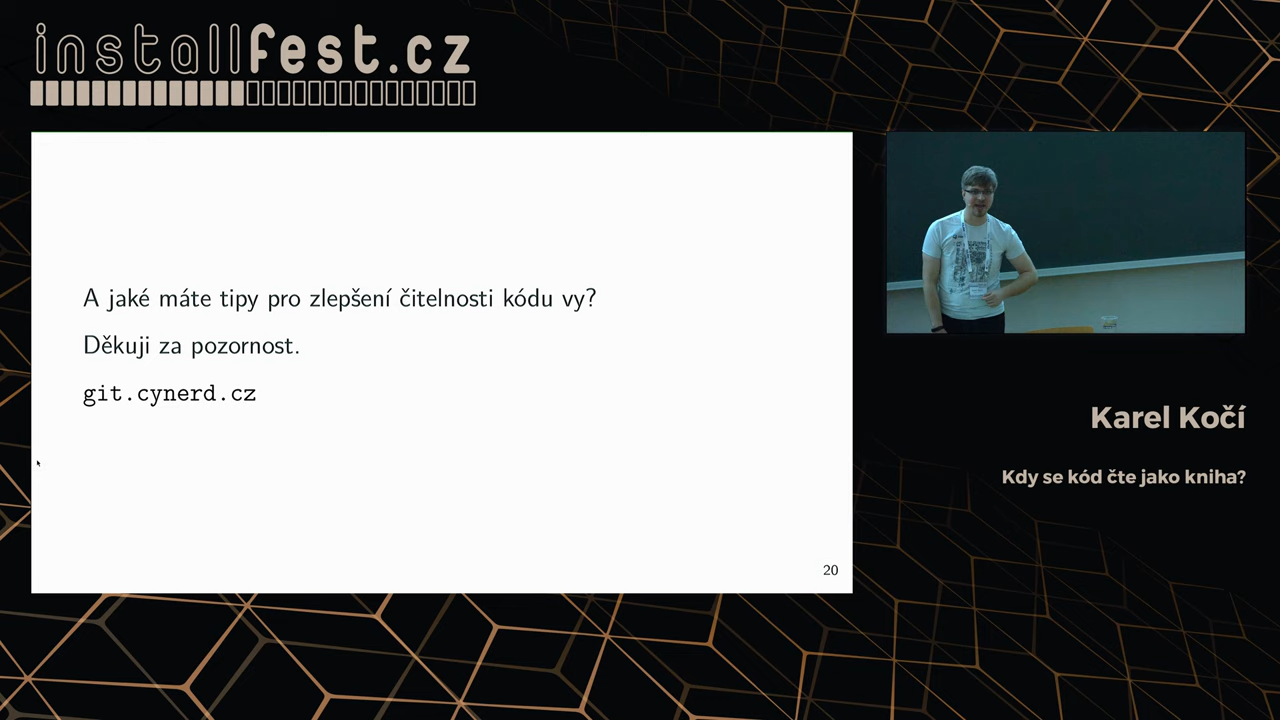 installfest.cz
A jaké máte tipy pro zlepšení čitelnosti kódu vy?
Děkuji za pozornost.
git.cynerd.cz
20
Karel Kočí
Kdy se kód čte jako kniha?